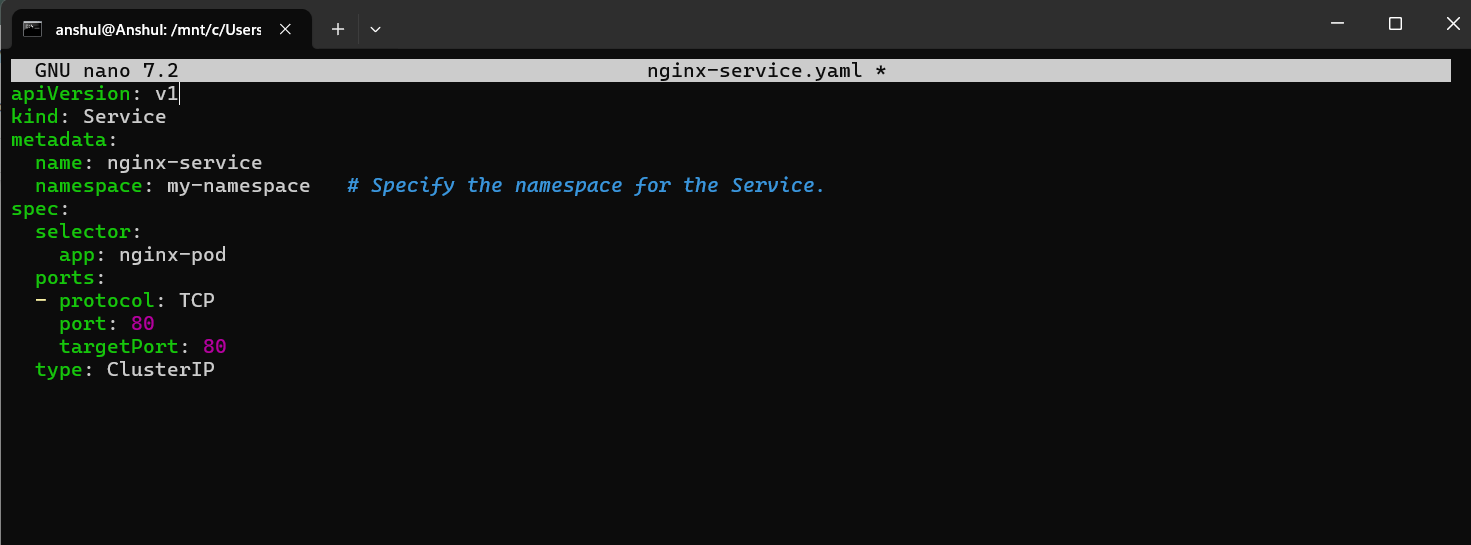 anshul@Anshul: /mnt/c/Users
GNU nano 7.2 nginx-service.yaml *
apiVersion: v1
kind: Service
metadata:
  name: nginx-service
  namespace: my-namespace   # Specify the namespace for the Service.
spec:
  selector:
    app: nginx-pod
  ports:
  - protocol: TCP
    port: 80
    targetPort: 80
  type: ClusterIP